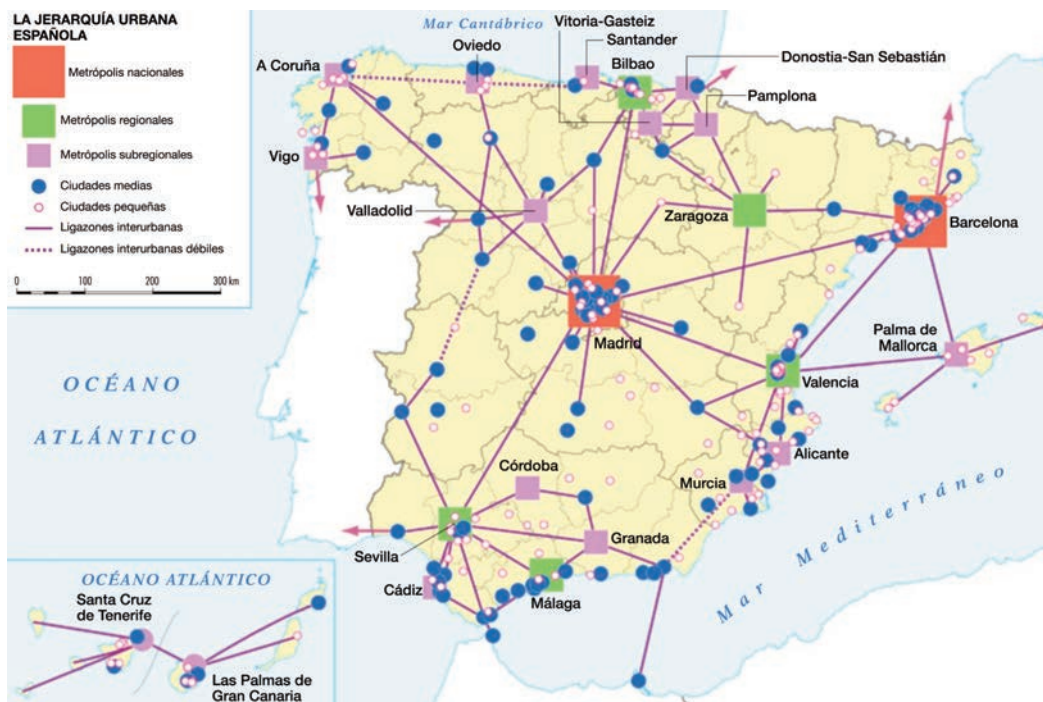 LA JERARQUÍA URBANA
ESPAÑOLA
Metrópolis nacionales
Metrópolis regionales
Metrópolis subregionales
Ciudades medias
Ciudades pequeñas
Ligazones interurbanas
Ligazones interurbanas débiles
0 100 200 300 km
Mar Cantábrico
Vitoria-Gasteiz
Santander
Oviedo
Bilbao
Donostia-San Sebastián
A Coruña
Pamplona
Vigo
Valladolid
Zaragoza
Barcelona
Madrid
Palma de
Mallorca
Valencia
OCÉANO
ATLÁNTICO
Alicante
Córdoba
Murcia
Mar Mediterráneo
Granada
Sevilla
Cádiz
Málaga
OCÉANO ATLÁNTICO
Santa Cruz
de Tenerife
Las Palmas de
Gran Canaria